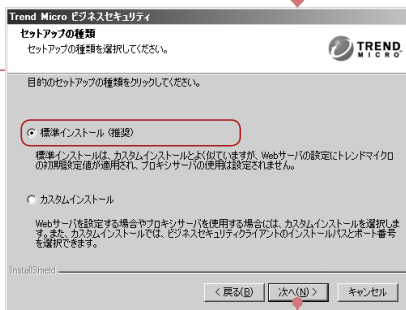 Trend Micro ビジネスセキュリティ
セットアップの種類
セットアップの種類を選択してください。
TREND
MICRO
目的のセットアップの種類をクリックしてください。
標準インストール (推奨)
標準インストールは、カスタムインストールとよく似ていますが、Webサーバの設定にトレンドマイクロ
の初期設定値が適用され、プロキシサーバの使用は設定されません。
カスタムインストール
Webサーバを設定する場合やプロキシサーバを使用する場合には、カスタムインストールを選択しま
す。また、カスタムインストールでは、ビジネスセキュリティクライアントのインストールパスとポート番号
を選択できます。
InstallShield
< 戻る(B) 次へ(N) > キャンセル